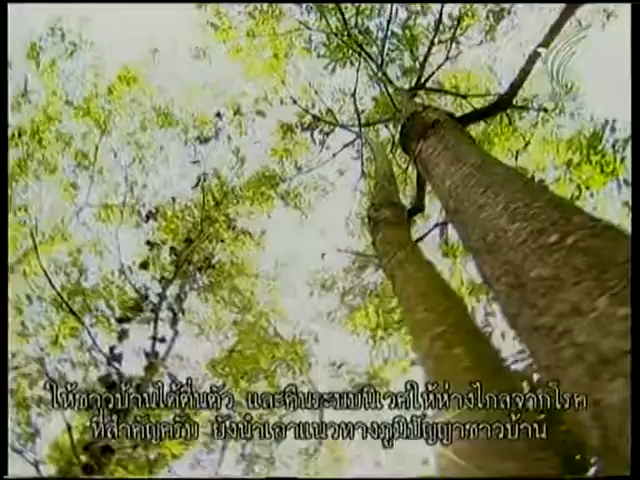 ให้ชาวบ้านได้ตื่นตัว และคืนระบบนิเวศให้ห่างไกลจากโรค
ที่สำคัญครับ ยังนำเอาแนวทางภูมิปัญญาชาวบ้าน